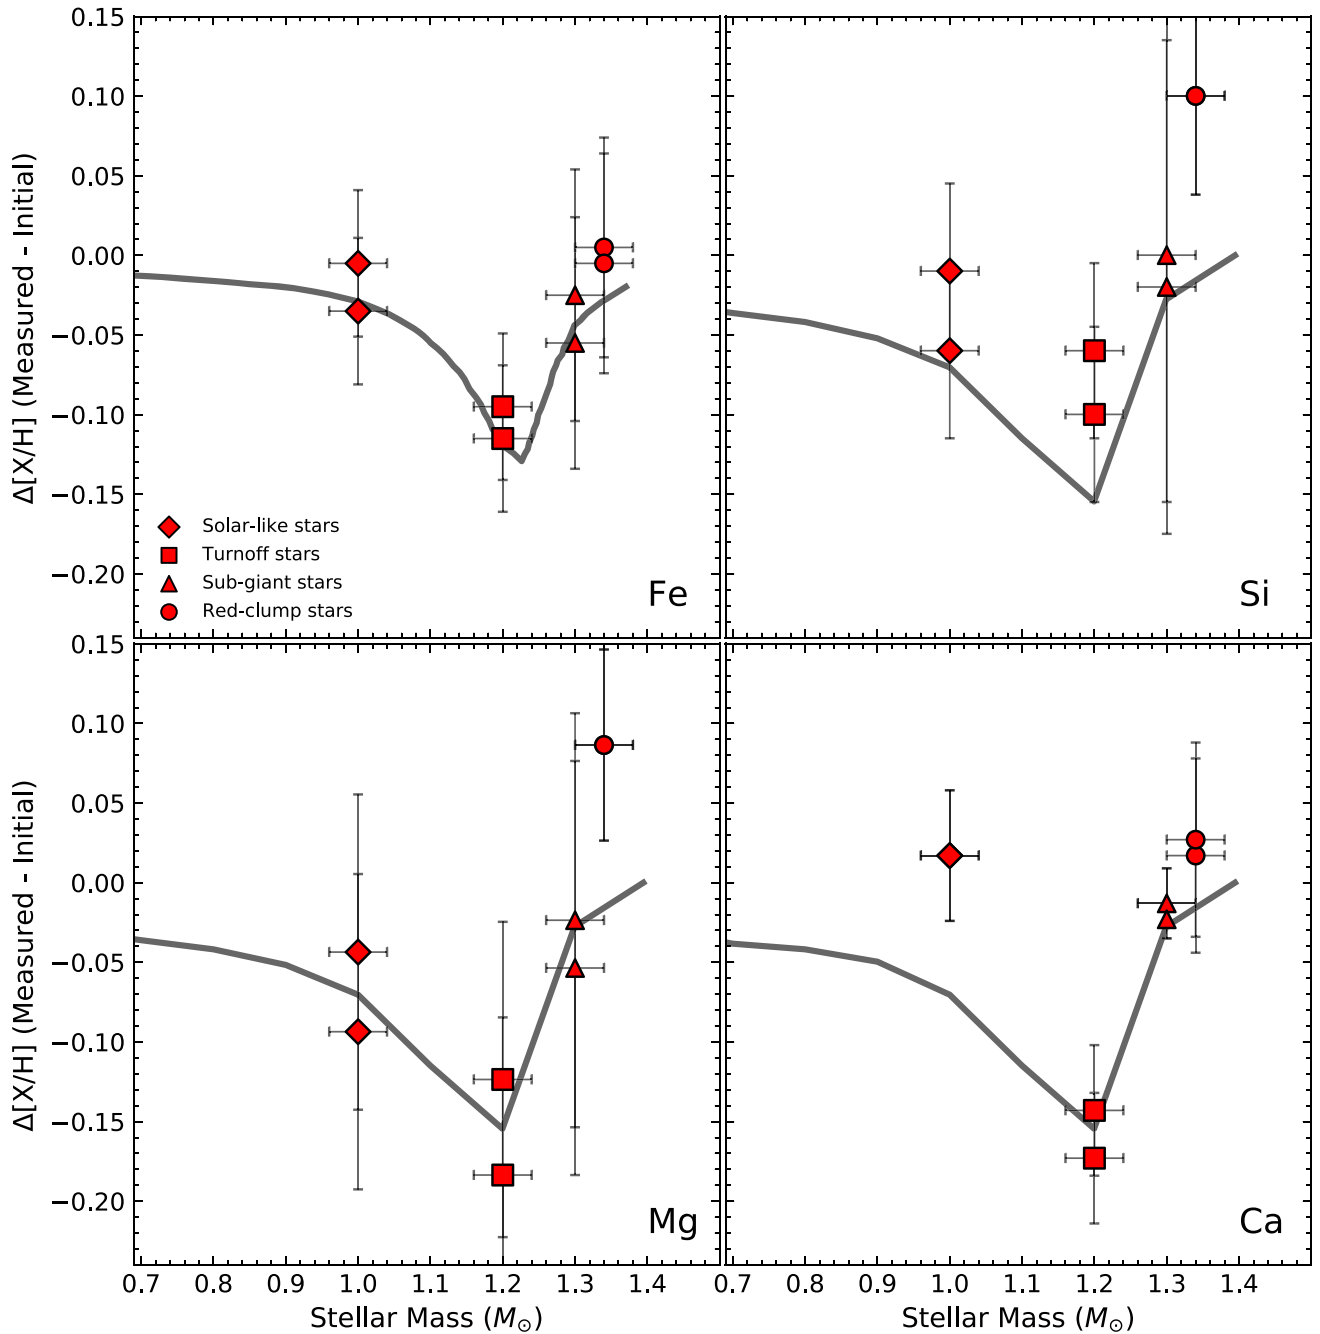 0.15
0.10
0.05
0.00
−0.05
−0.10
−0.15
−0.20
Δ[X/H] (Measured - Initial)
Solar-like stars
Turnoff stars
Sub-giant stars
Red-clump stars
Fe
Si
0.15
0.10
0.05
0.00
−0.05
−0.10
−0.15
−0.20
Δ[X/H] (Measured - Initial)
Mg
Ca
0.7 0.8 0.9 1.0 1.1 1.2 1.3 1.4
0.7 0.8 0.9 1.0 1.1 1.2 1.3 1.4
Stellar Mass (M☉)
Stellar Mass (M☉)